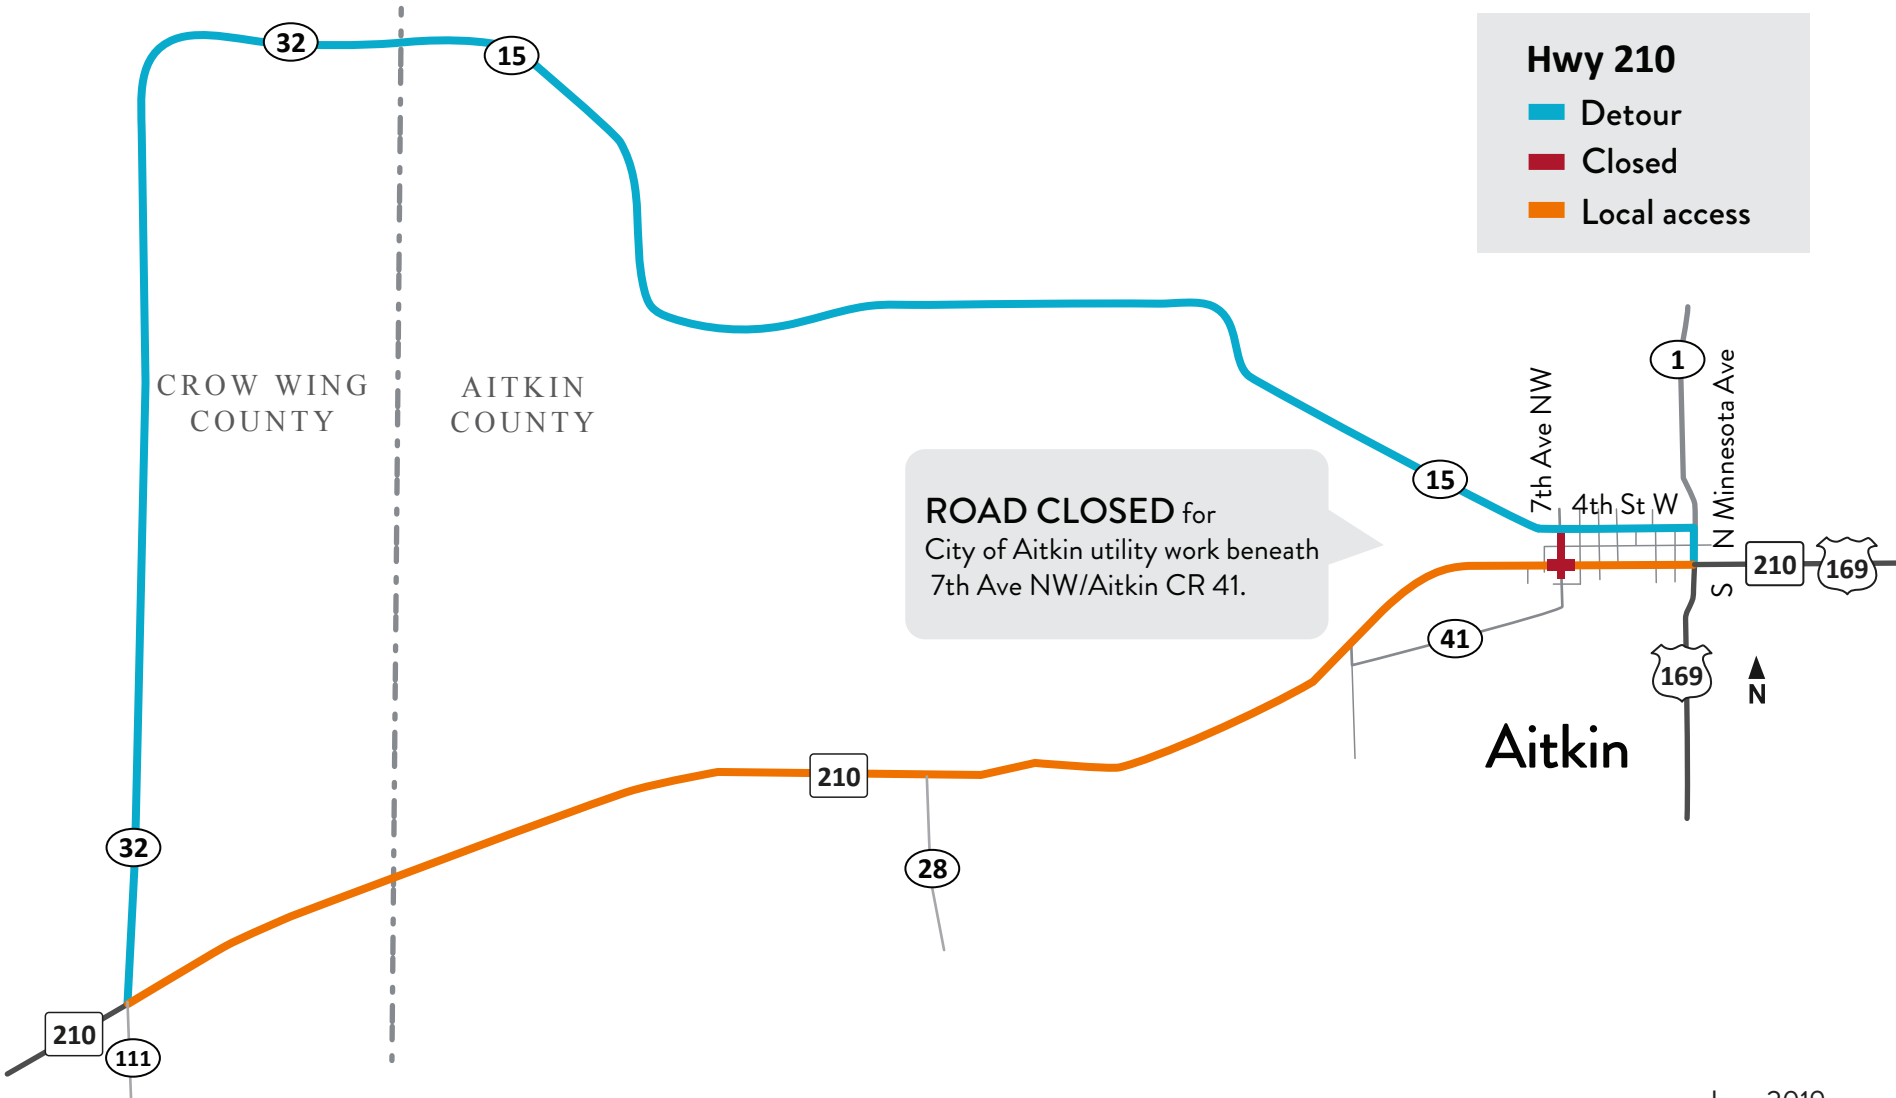 32
15
Hwy 210
Detour
Closed
Local access
CROW WING
COUNTY
AITKIN
COUNTY
1
N Minnesota Ave
S
7th Ave NW
15
4th St W
ROAD CLOSED for
City of Aitkin utility work beneath
7th Ave NW/Aitkin CR 41.
210
169
41
169
N
Aitkin
210
32
28
210
111
2019